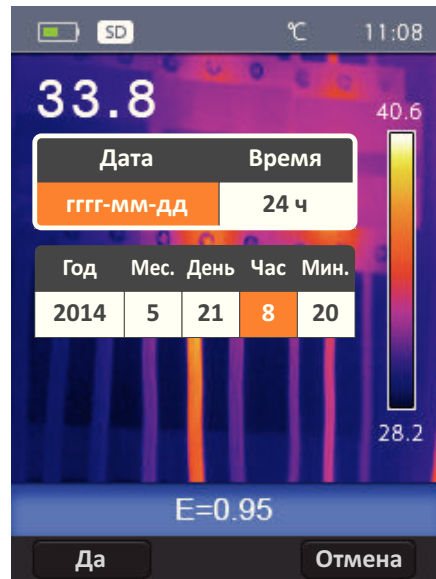 SD ℃ 11:08
33.8
40.6
Дата Время
гггг-мм-дд 24 ч
Год Мес. День Час Мин.
2014 5 21 8 20
28.2
E=0.95
Да Отмена